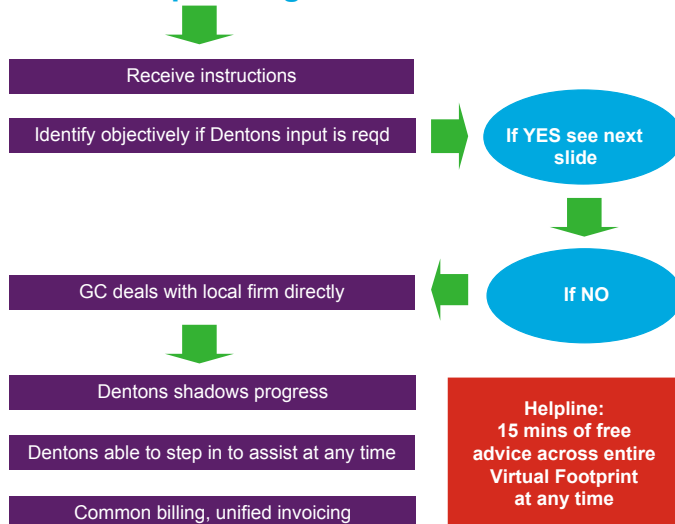 Receive instructions
Identify objectively if Dentons input is reqd
If YES see next
slide
If NO
GC deals with local firm directly
Dentons shadows progress
Dentons able to step in to assist at any time
Common billing, unified invoicing
Helpline:
15 mins of free
advice across entire
Virtual Footprint
at any time